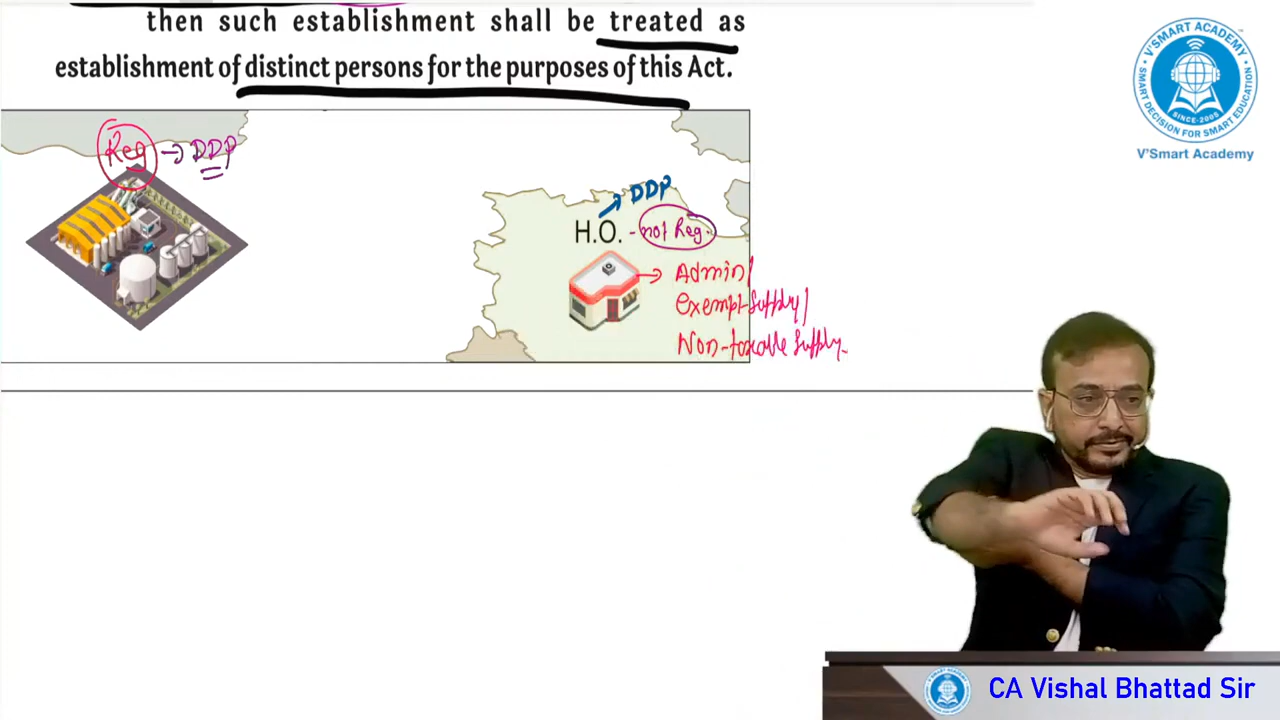 then such establishment shall be treated as
establishment of distinct persons for the purposes of this Act.
Reg → DDP
DDP
H.O. - not Reg.
→ Admin/
Exempt Supply/
Non-taxable Supply.
V'SMART ACADEMY
SMART DECISION FOR SMART EDUCATION
SINCE-2005
V'Smart Academy
CA Vishal Bhattad Sir